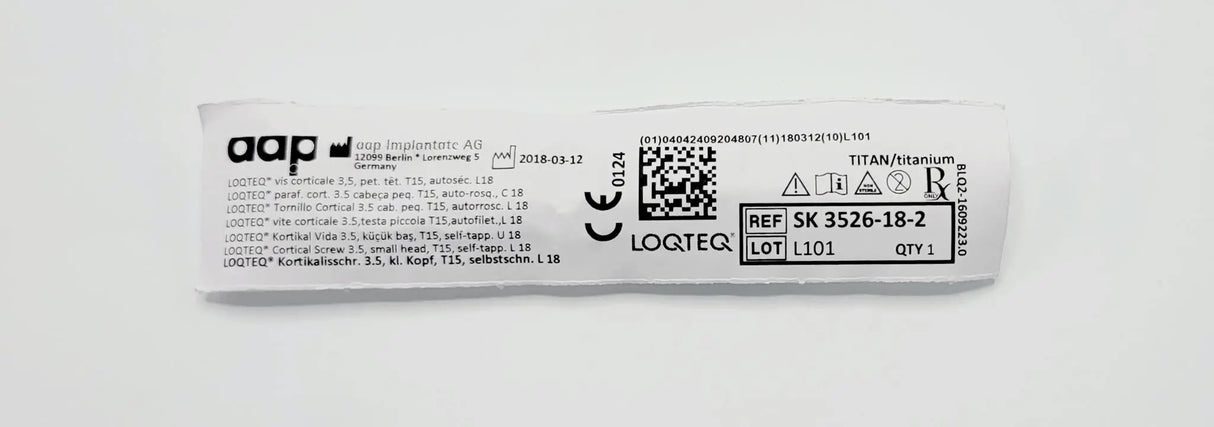 aap
aap Implantate AG
12099 Berlin * Lorenzweg 5
Germany
2018-03-12
LOQTEQ® vis corticale 3,5, pet. têt. T15, autoséc. L18
LOQTEQ® paraf. cort. 3.5 cabeça peq. T15, auto-rosq., C 18
LOQTEQ® Tornillo Cortical 3.5 cab. peq. T15, autorrosc. L 18
LOQTEQ® vite corticale 3.5,testa piccola T15,autofilet.,L 18
LOQTEQ® Kortikal Vida 3.5, küçük baş, T15, self-tapp. U 18
LOQTEQ® Cortical Screw 3.5, small head, T15, self-tapp. L 18
LOQTEQ® Kortikalisschr. 3.5, kl. Kopf, T15, selbstschn. L 18
CE 0124
(01)04042409204807(11)180312(10)L101
LOQTEQ®
TITAN/titanium
NON STERILE
2
Rx
ONLY
REF SK 3526-18-2
LOT L101 QTY 1
BLQ2-1609223.0